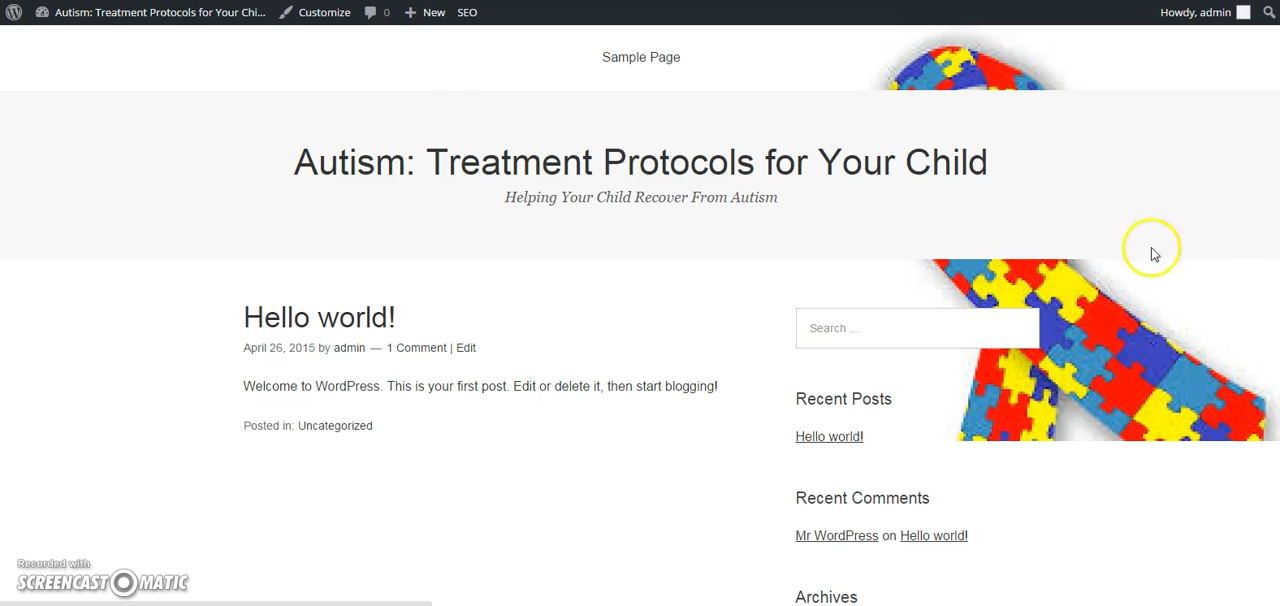 Autism: Treatment Protocols for Your Chi... Customize 0 New SEO Howdy, admin
Sample Page
Autism: Treatment Protocols for Your Child
Helping Your Child Recover From Autism
Hello world!
April 26, 2015 by admin — 1 Comment | Edit
Welcome to WordPress. This is your first post. Edit or delete it, then start blogging!
Posted in: Uncategorized
Search ...
Recent Posts
Hello world!
Recent Comments
Mr WordPress on Hello world!
Archives
Recorded with
SCREENCAST-O-MATIC